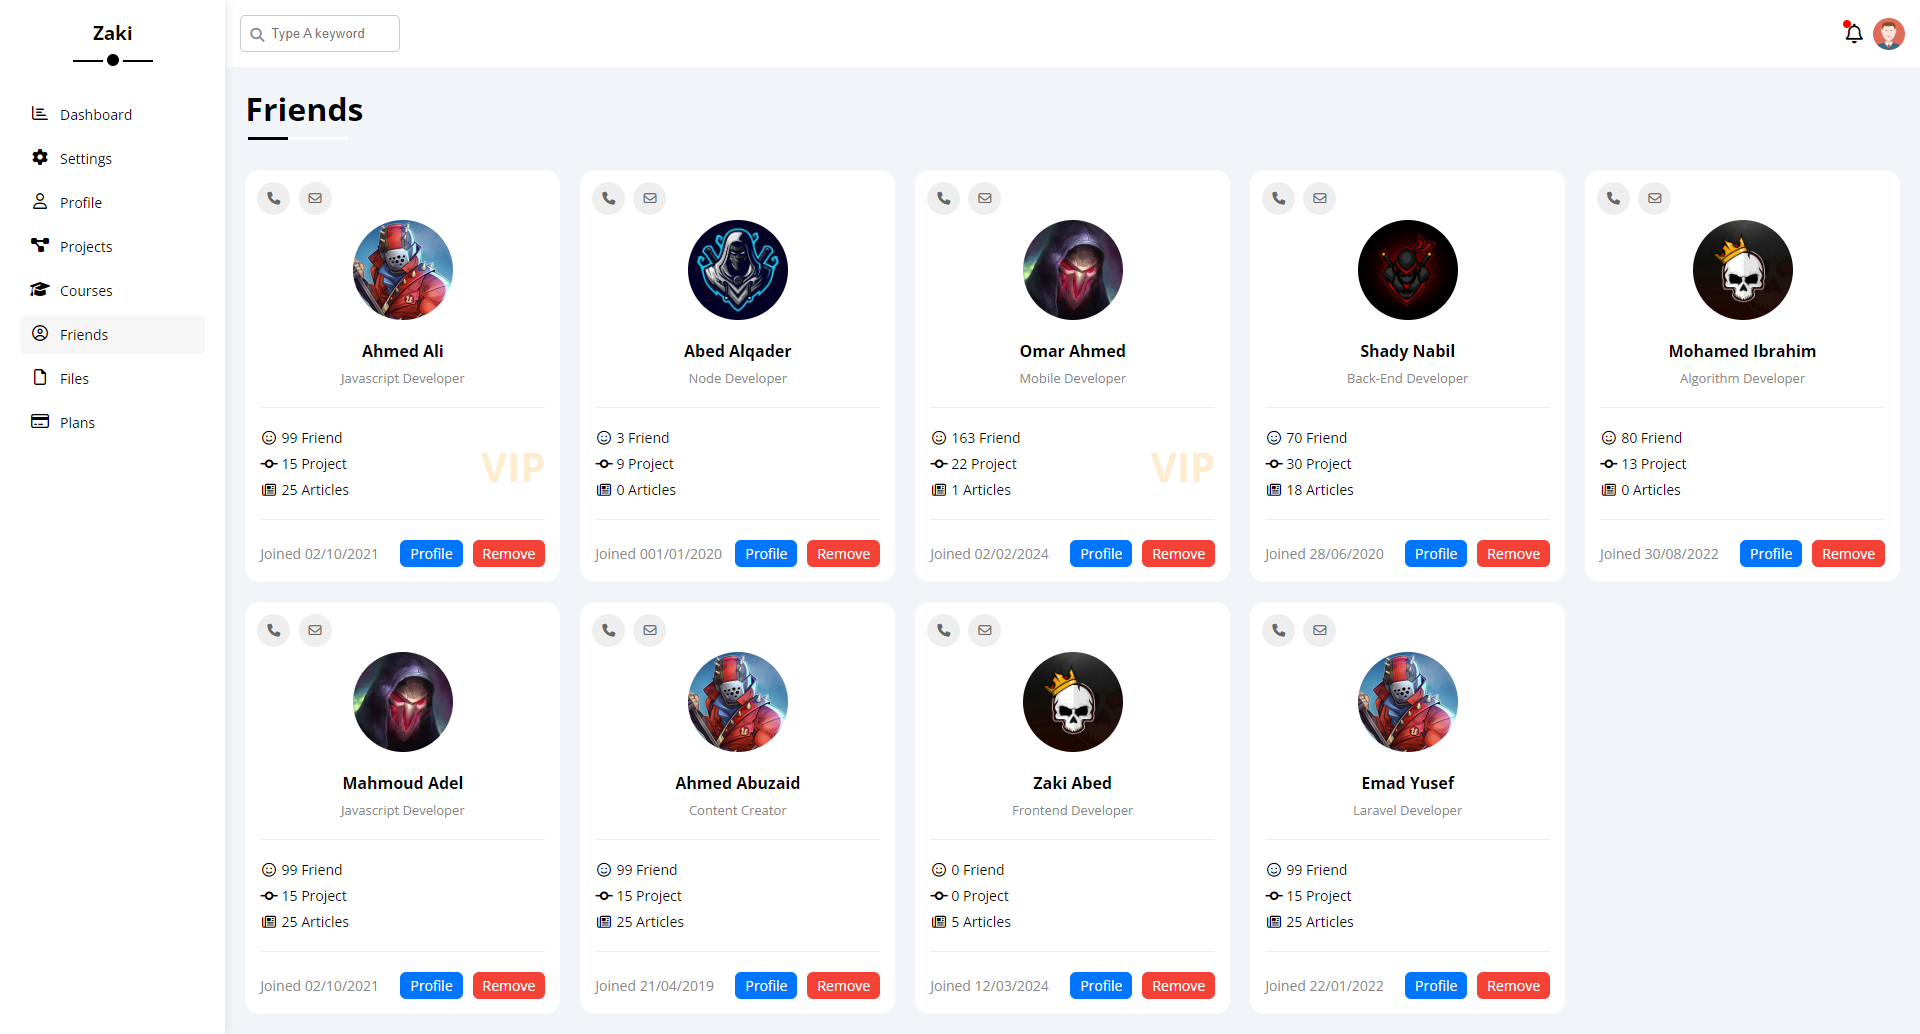 Zaki
Type A keyword
Dashboard
Settings
Profile
Projects
Courses
Friends
Files
Plans
Friends
Ahmed Ali
Javascript Developer
99 Friend
15 Project
25 Articles
VIP
Joined 02/10/2021 Profile Remove
Abed Alqader
Node Developer
3 Friend
9 Project
0 Articles
Joined 001/01/2020 Profile Remove
Omar Ahmed
Mobile Developer
163 Friend
22 Project
1 Articles
VIP
Joined 02/02/2024 Profile Remove
Shady Nabil
Back-End Developer
70 Friend
30 Project
18 Articles
Joined 28/06/2020 Profile Remove
Mohamed Ibrahim
Algorithm Developer
80 Friend
13 Project
0 Articles
Joined 30/08/2022 Profile Remove
Mahmoud Adel
Javascript Developer
99 Friend
15 Project
25 Articles
Joined 02/10/2021 Profile Remove
Ahmed Abuzaid
Content Creator
99 Friend
15 Project
25 Articles
Joined 21/04/2019 Profile Remove
Zaki Abed
Frontend Developer
0 Friend
0 Project
5 Articles
Joined 12/03/2024 Profile Remove
Emad Yusef
Laravel Developer
99 Friend
15 Project
25 Articles
Joined 22/01/2022 Profile Remove